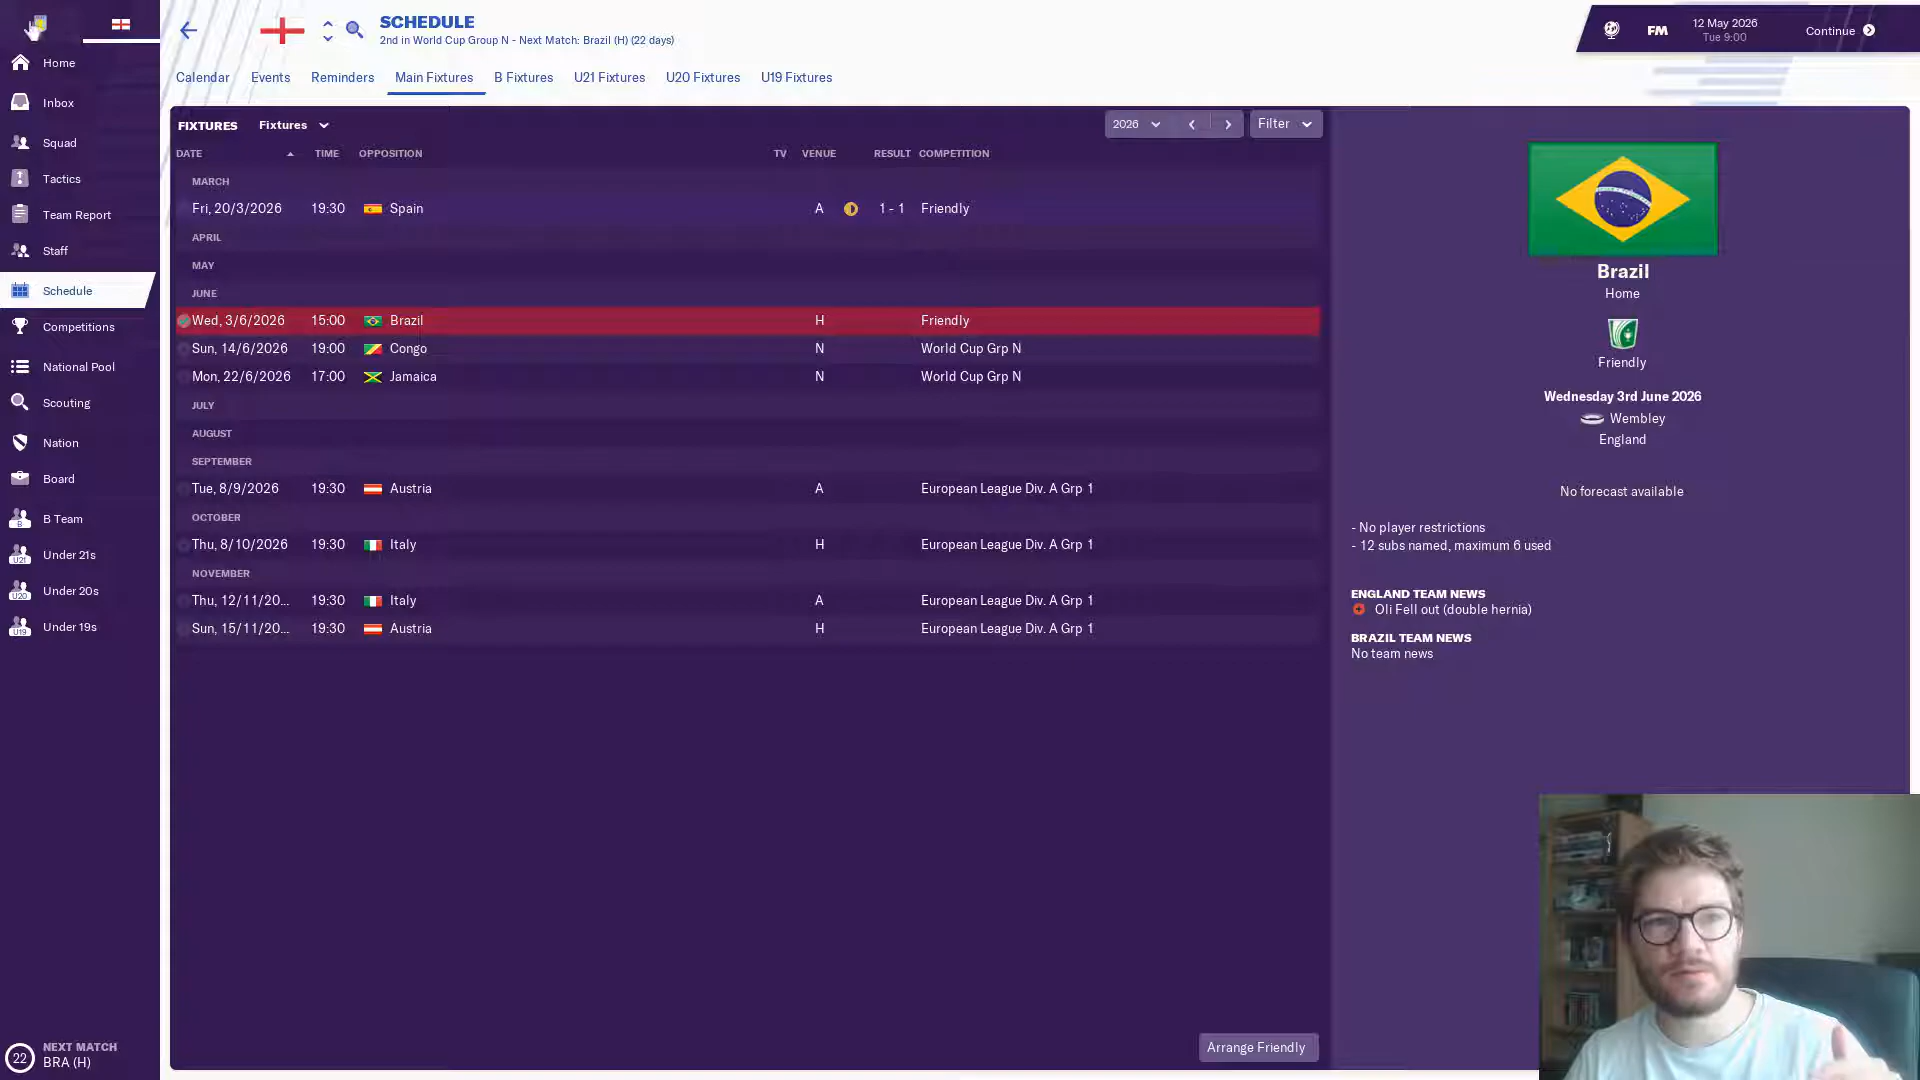 SCHEDULE
2nd in World Cup Group N - Next Match: Brazil (H) (22 days)
FM
12 May 2026
Tue 9:00
Continue
Home
Inbox
Squad
Tactics
Team Report
Staff
Schedule
Competitions
National Pool
Scouting
Nation
Board
B
B Team
U21
Under 21s
U20
Under 20s
U19
Under 19s
22
NEXT MATCH
BRA (H)
Calendar Events Reminders Main Fixtures B Fixtures U21 Fixtures U20 Fixtures U19 Fixtures
FIXTURES Fixtures 2026 Filter
DATE TIME OPPOSITION TV VENUE RESULT COMPETITION
MARCH
Fri, 20/3/2026 19:30 Spain A 1 - 1 Friendly
APRIL
MAY
JUNE
Wed, 3/6/2026 15:00 Brazil H Friendly
Sun, 14/6/2026 19:00 Congo N World Cup Grp N
Mon, 22/6/2026 17:00 Jamaica N World Cup Grp N
JULY
AUGUST
SEPTEMBER
Tue, 8/9/2026 19:30 Austria A European League Div. A Grp 1
OCTOBER
Thu, 8/10/2026 19:30 Italy H European League Div. A Grp 1
NOVEMBER
Thu, 12/11/20... 19:30 Italy A European League Div. A Grp 1
Sun, 15/11/20... 19:30 Austria H European League Div. A Grp 1
Arrange Friendly
Brazil
Home
Friendly
Wednesday 3rd June 2026
Wembley
England
No forecast available
- No player restrictions
- 12 subs named, maximum 6 used
ENGLAND TEAM NEWS
Oli Fell out (double hernia)
BRAZIL TEAM NEWS
No team news